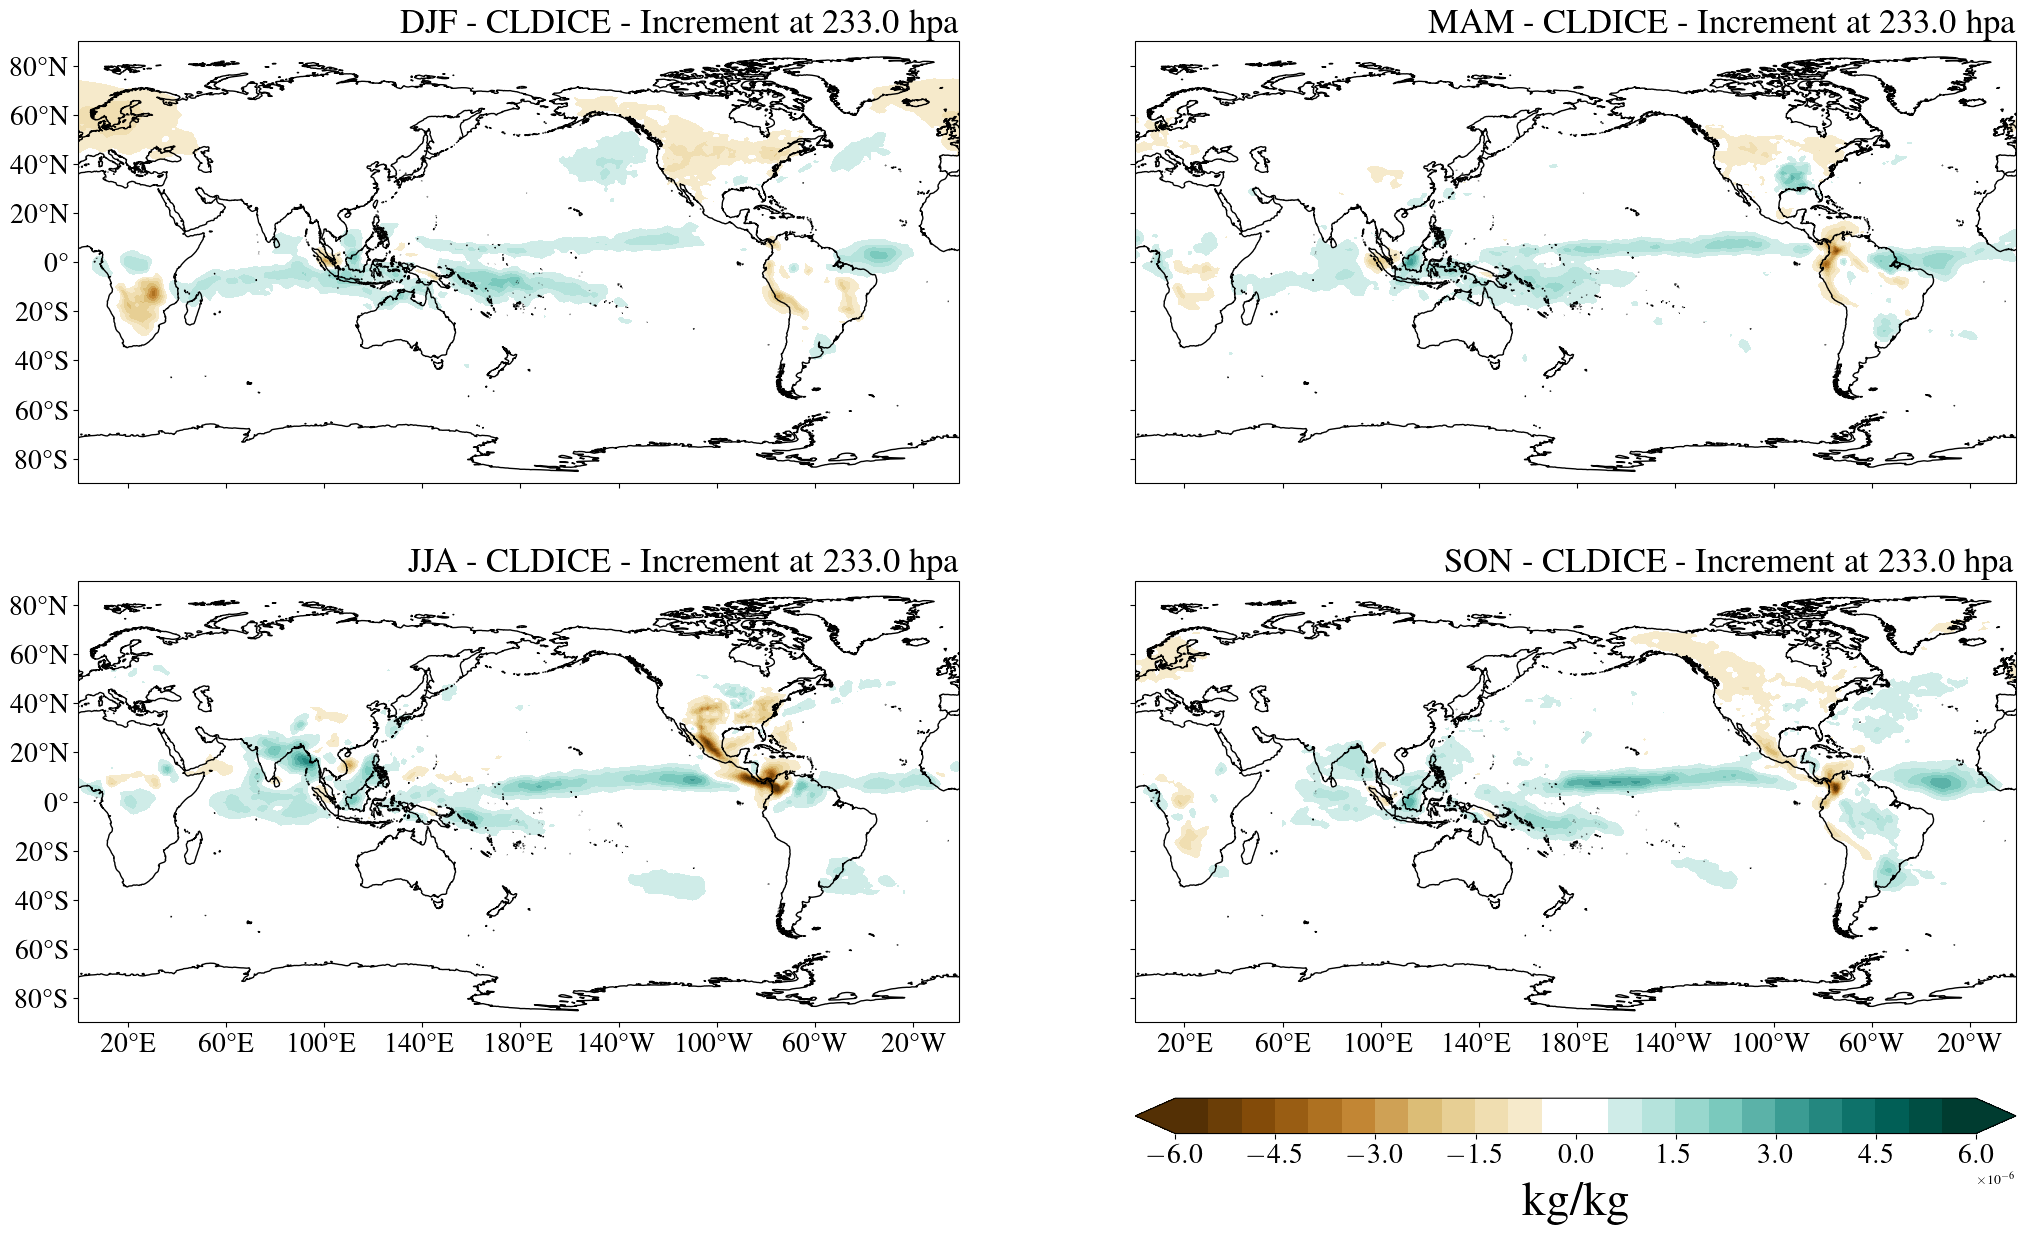 DJF - CLDICE - Increment at 233.0 hpa
MAM - CLDICE - Increment at 233.0 hpa
80°N
60°N
40°N
20°N
0°
20°S
40°S
60°S
80°S
JJA - CLDICE - Increment at 233.0 hpa
SON - CLDICE - Increment at 233.0 hpa
80°N
60°N
40°N
20°N
0°
20°S
40°S
60°S
80°S
20°E 60°E 100°E 140°E 180°E 140°W 100°W 60°W 20°W
20°E 60°E 100°E 140°E 180°E 140°W 100°W 60°W 20°W
−6.0 −4.5 −3.0 −1.5 0.0 1.5 3.0 4.5 6.0
×10⁻⁶
kg/kg